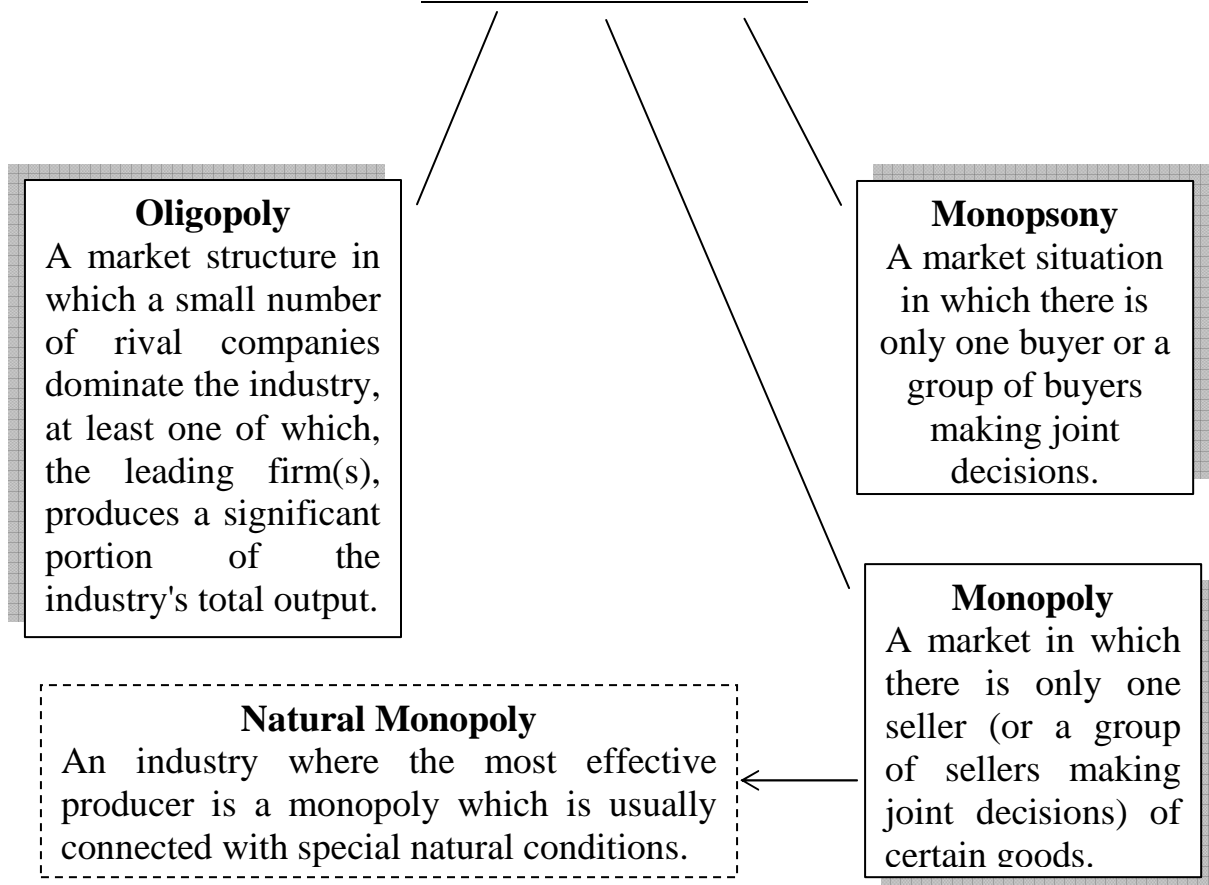 Oligopoly
A market structure in
which a small number
of rival companies
dominate the industry,
at least one of which,
the leading firm(s),
produces a significant
portion of the
industry's total output.
Monopsony
A market situation
in which there is
only one buyer or a
group of buyers
making joint
decisions.
Monopoly
A market in which
there is only one
seller (or a group
of sellers making
joint decisions) of
certain goods.
Natural Monopoly
An industry where the most effective
producer is a monopoly which is usually
connected with special natural conditions.